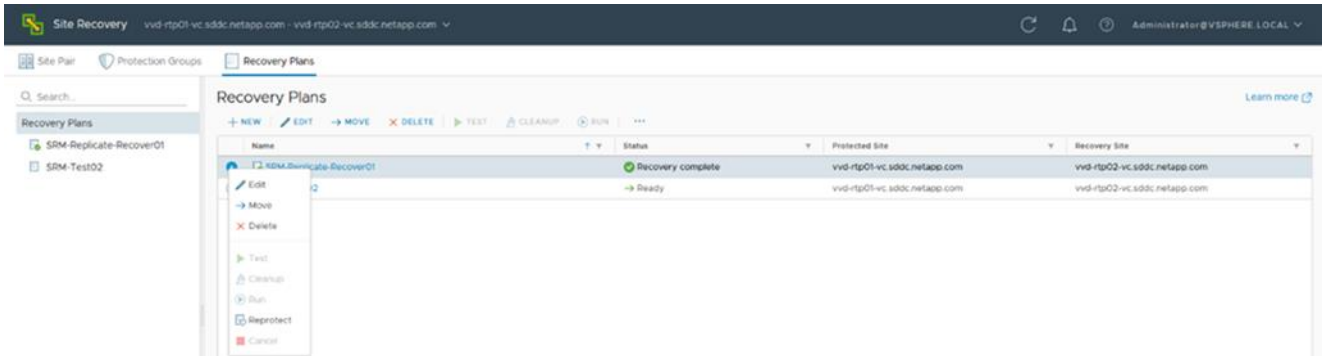 Site Recovery vvd-rtp01-vc.sddc.netapp.com - vvd-rtp02-vc.sddc.netapp.com Administrator@VSPHERE.LOCAL
Site Pair Protection Groups Recovery Plans
Search...
Recovery Plans
SRM-Replicate-Recover01
SRM-Test02
Recovery Plans
Learn more
+ NEW EDIT MOVE DELETE TEST CLEANUP RUN ...
Name Status Protected Site Recovery Site
SRM-Replicate-Recover01 Recovery complete vvd-rtp01-vc.sddc.netapp.com vvd-rtp02-vc.sddc.netapp.com
02 Ready vvd-rtp01-vc.sddc.netapp.com vvd-rtp02-vc.sddc.netapp.com
Edit
Move
Delete
Test
Cleanup
Run
Reprotect
Cancel